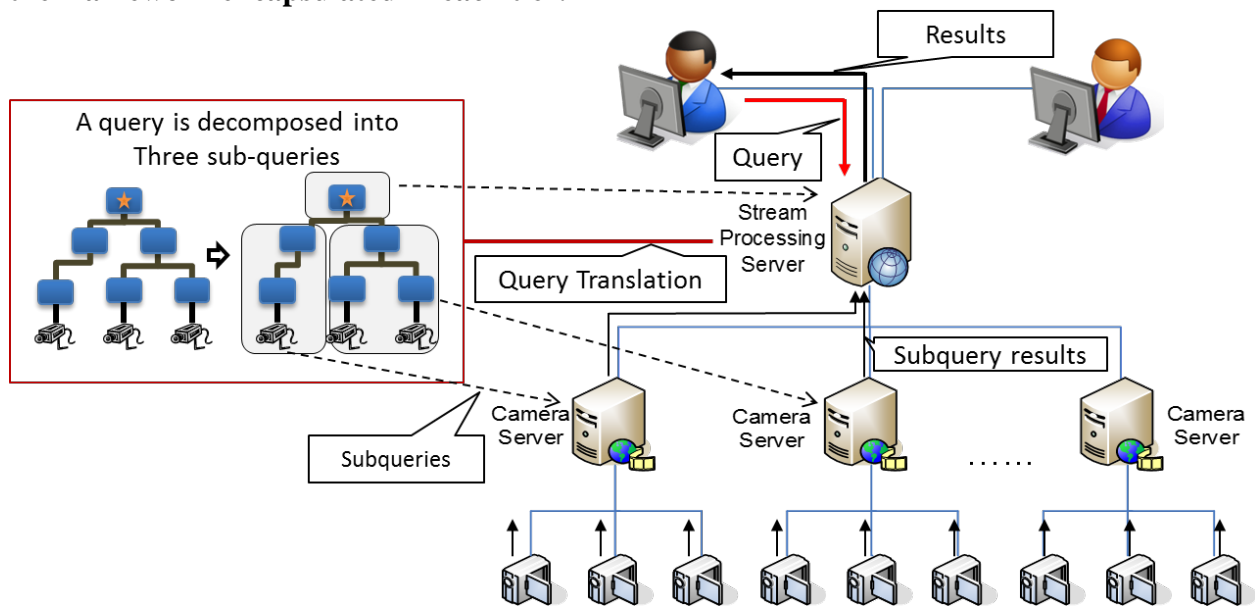 Results
A query is decomposed into
Three sub-queries
Query
Stream
Processing
Server
Query Translation
Subquery results
Camera
Server
Camera
Server
Camera
Server
Subqueries
......